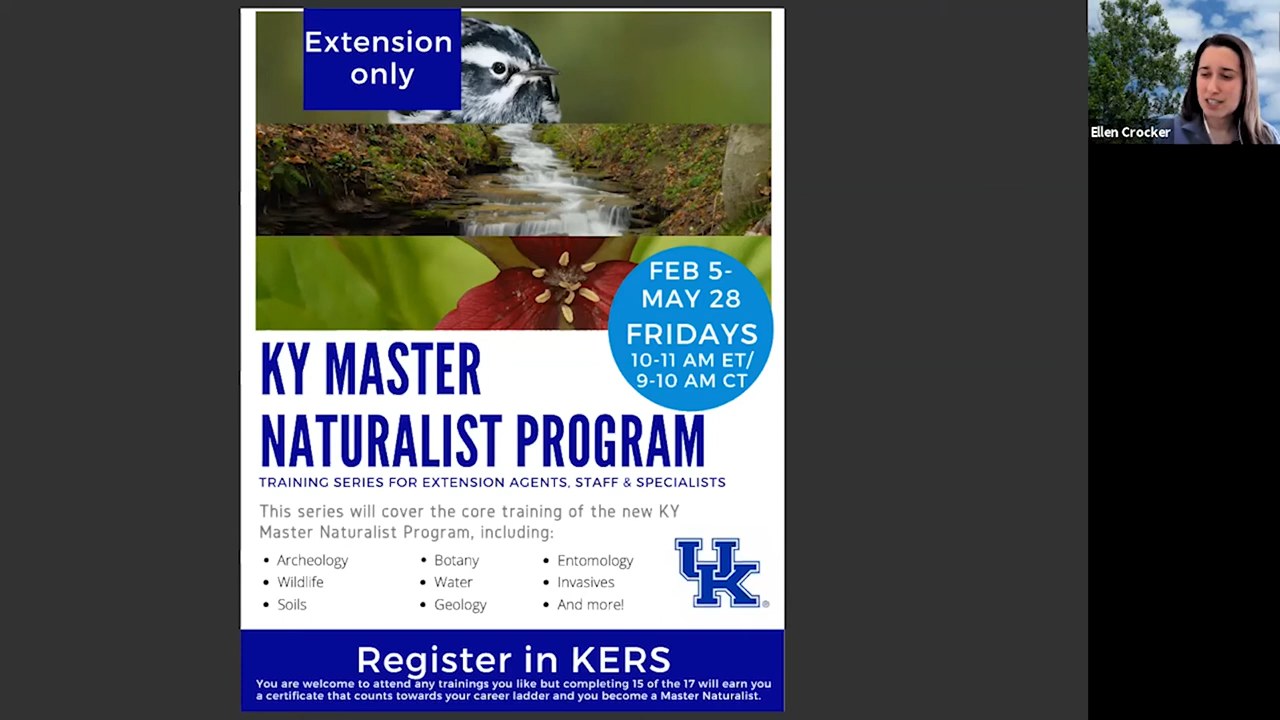 Extension
only
Ellen Crocker
FEB 5-
MAY 28
FRIDAYS
10-11 AM ET/
9-10 AM CT
KY MASTER
NATURALIST PROGRAM
TRAINING SERIES FOR EXTENSION AGENTS, STAFF & SPECIALISTS
This series will cover the core training of the new KY
Master Naturalist Program, including:
• Archeology
• Wildlife
• Soils
• Botany
• Water
• Geology
• Entomology
• Invasives
• And more!
UK®
Register in KERS
You are welcome to attend any trainings you like but completing 15 of the 17 will earn you
a certificate that counts towards your career ladder and you become a Master Naturalist.